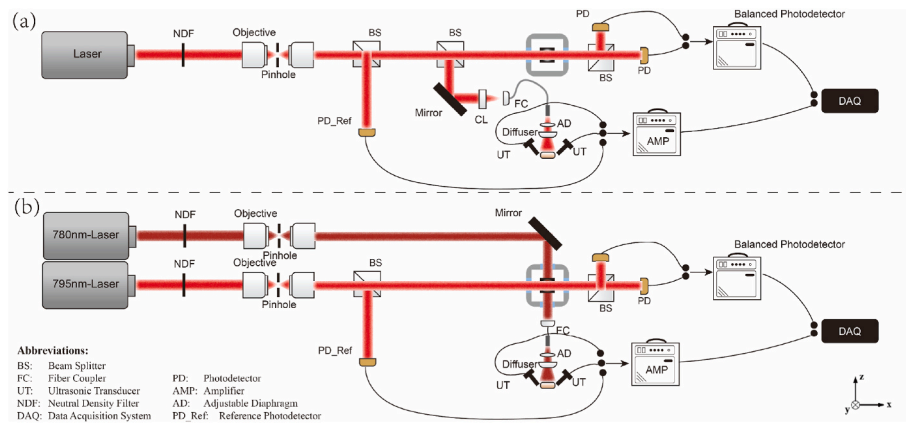 (a)
Laser
NDF
Objective
Pinhole
BS
BS
PD
BS
PD
Balanced Photodetector
Mirror
CL
FC
PD_Ref
Diffuser
AD
UT
UT
AMP
DAQ
(b)
780nm-Laser
NDF
Objective
Pinhole
Mirror
795nm-Laser
NDF
Objective
Pinhole
BS
BS
PD
Balanced Photodetector
FC
PD_Ref
Diffuser
AD
UT
UT
AMP
DAQ
Abbreviations:
BS: Beam Splitter
FC: Fiber Coupler
UT: Ultrasonic Transducer
NDF: Neutral Density Filter
DAQ: Data Acquisition System
PD: Photodetector
AMP: Amplifier
AD: Adjustable Diaphragm
PD_Ref: Reference Photodetector
z
y
x